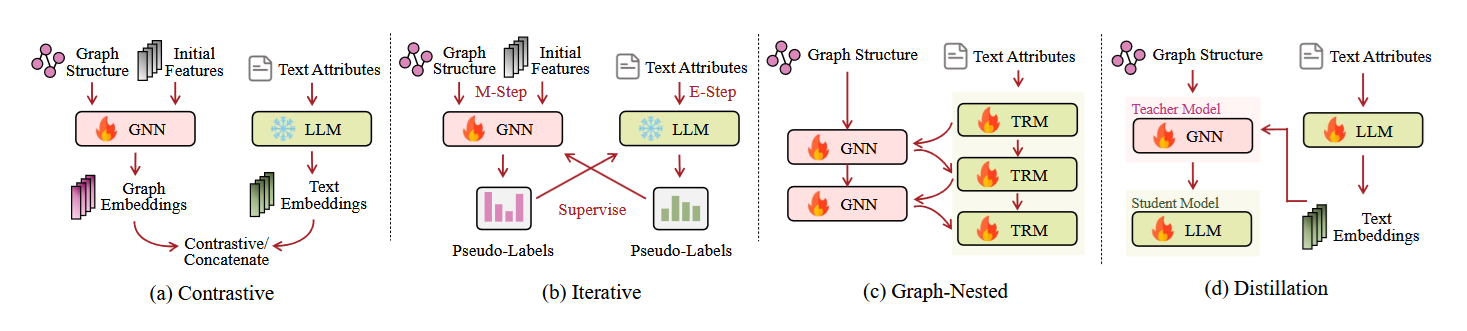 Graph
Structure
Initial
Features
Text Attributes
GNN
LLM
Graph
Embeddings
Text
Embeddings
Contrastive/
Concatenate
(a) Contrastive
Graph
Structure
Initial
Features
Text Attributes
M-Step
E-Step
GNN
LLM
Supervise
Pseudo-Labels
Pseudo-Labels
(b) Iterative
Graph Structure
Text Attributes
TRM
GNN
TRM
GNN
TRM
(c) Graph-Nested
Graph Structure
Text Attributes
Teacher Model
GNN
LLM
Student Model
LLM
Text
Embeddings
(d) Distillation